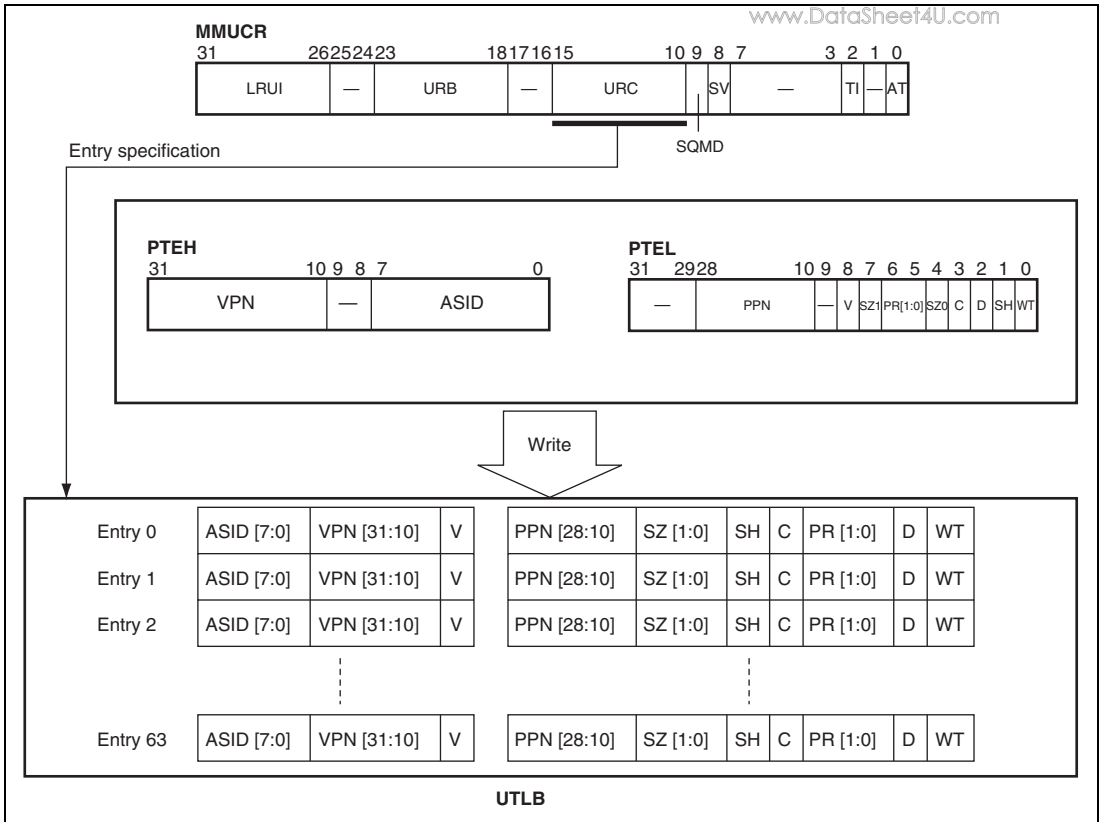 www.DataSheet4U.com
MMUCR
31 26 25 24 23 18 17 16 15 10 9 8 7 3 2 1 0
LRUI — URB — URC SV — TI — AT
SQMD
Entry specification
PTEH
31 10 9 8 7 0
VPN — ASID
PTEL
31 29 28 10 9 8 7 6 5 4 3 2 1 0
— PPN — V SZ1 PR[1:0] SZ0 C D SH WT
Write
Entry 0 ASID [7:0] VPN [31:10] V PPN [28:10] SZ [1:0] SH C PR [1:0] D WT
Entry 1 ASID [7:0] VPN [31:10] V PPN [28:10] SZ [1:0] SH C PR [1:0] D WT
Entry 2 ASID [7:0] VPN [31:10] V PPN [28:10] SZ [1:0] SH C PR [1:0] D WT
Entry 63 ASID [7:0] VPN [31:10] V PPN [28:10] SZ [1:0] SH C PR [1:0] D WT
UTLB